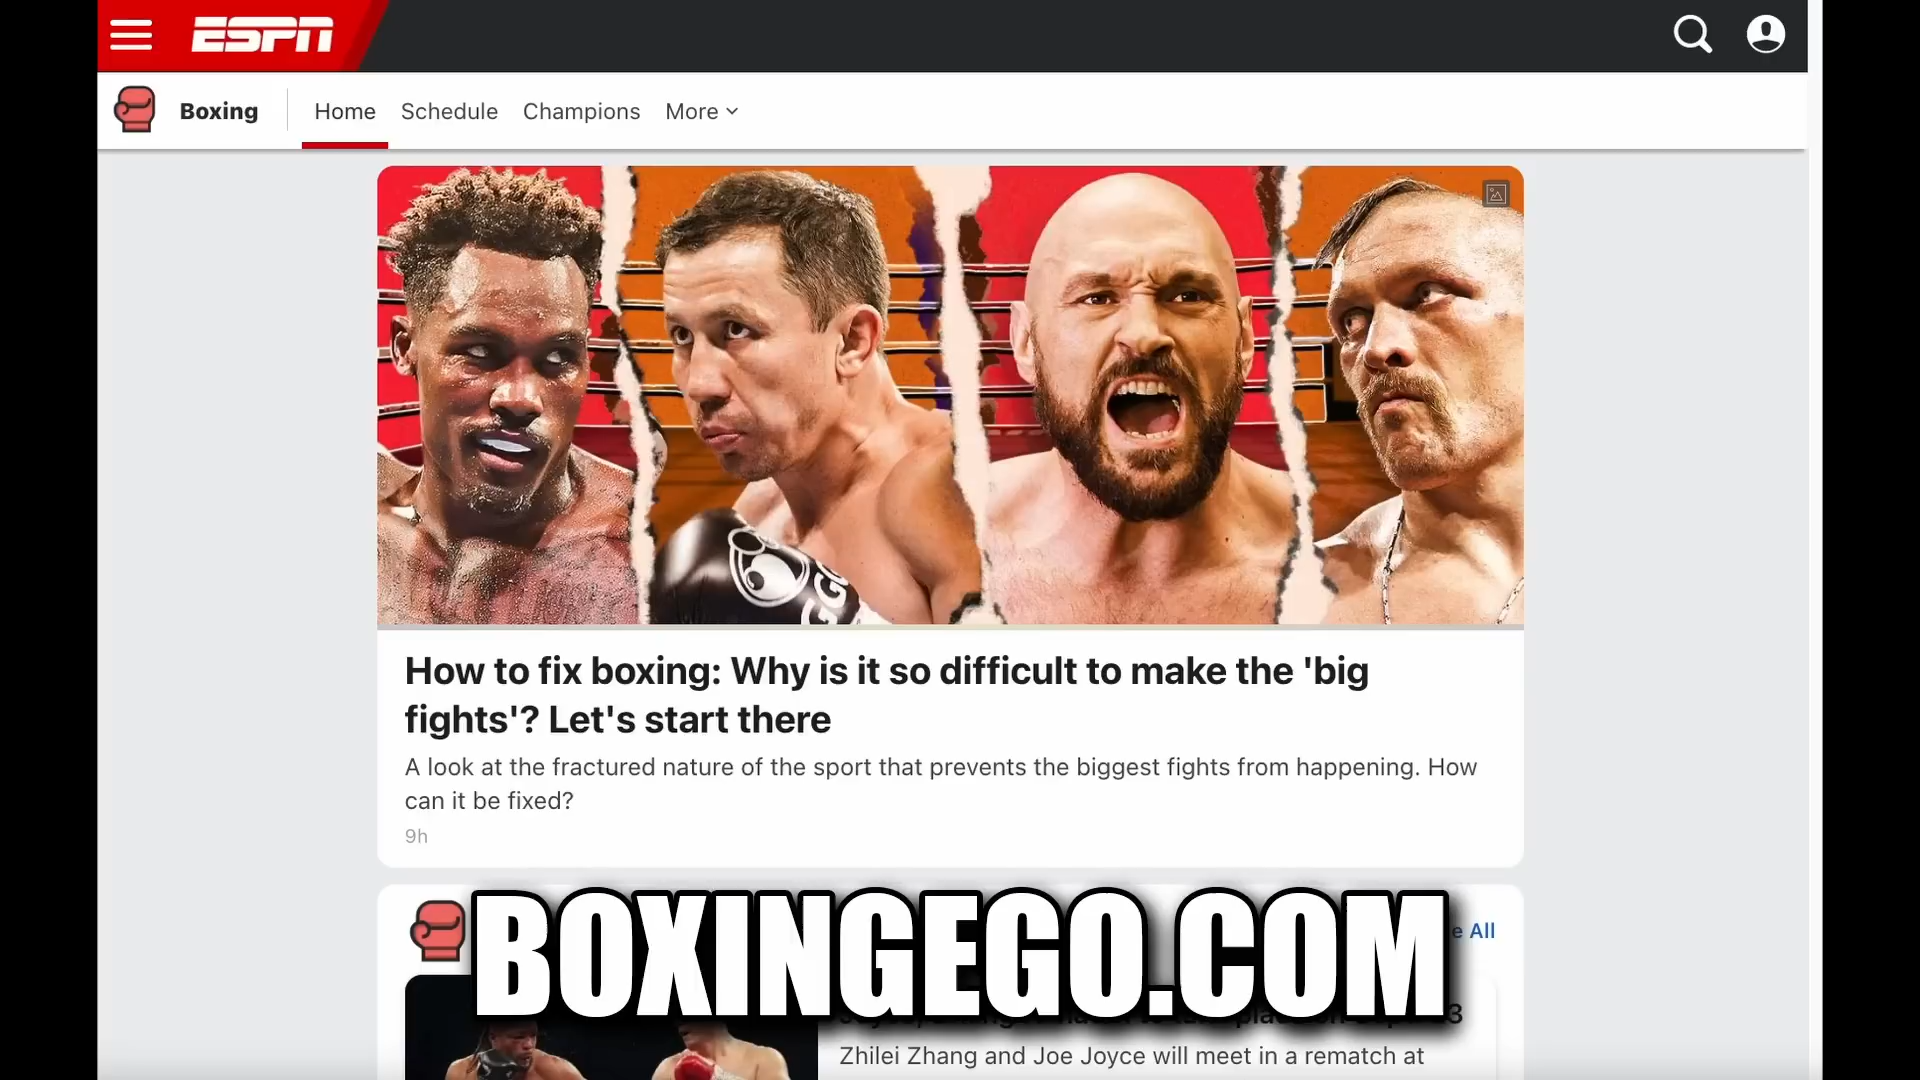 ESPN
Boxing Home Schedule Champions More
GGG
How to fix boxing: Why is it so difficult to make the 'big
fights'? Let's start there
A look at the fractured nature of the sport that prevents the biggest fights from happening. How
can it be fixed?
9h
All
BOXINGEGO.COM
Zhilei Zhang and Joe Joyce will meet in a rematch at